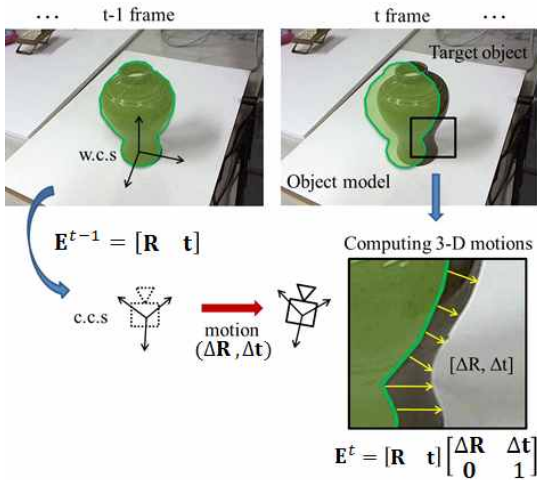 t-1 frame ... t frame ...
Target object
w.c.s
Object model
E^{t−1} = [R t]
Computing 3-D motions
c.c.s
motion
(ΔR, Δt)
[ΔR, Δt]
E^t = [R t] [ΔR Δt
0 1]